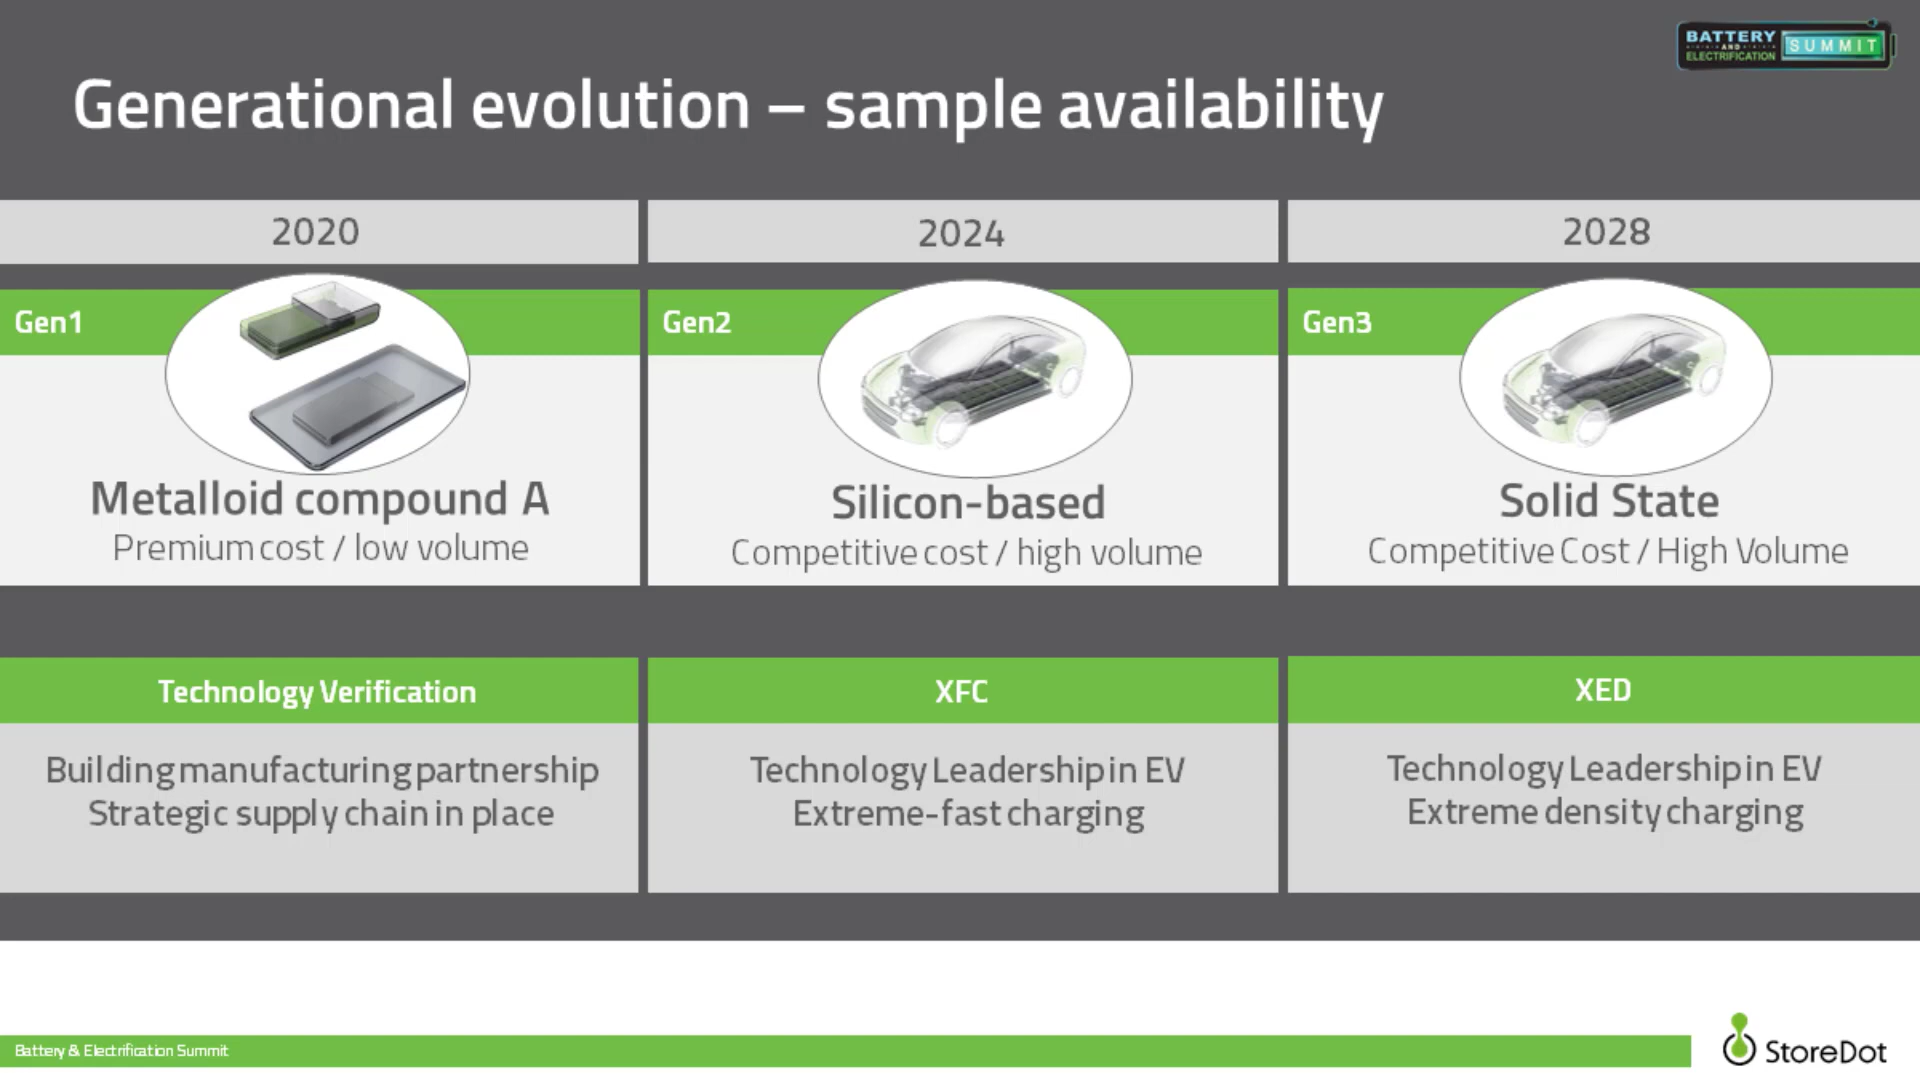 BATTERY
AND
ELECTRIFICATION
SUMMIT
Generational evolution – sample availability
2020
2024
2028
Gen1
Gen2
Gen3
Metalloid compound A
Premium cost / low volume
Silicon-based
Competitive cost / high volume
Solid State
Competitive Cost / High Volume
Technology Verification
XFC
XED
Building manufacturing partnership
Strategic supply chain in place
Technology Leadership in EV
Extreme-fast charging
Technology Leadership in EV
Extreme density charging
Battery & Electrification Summit
StoreDot